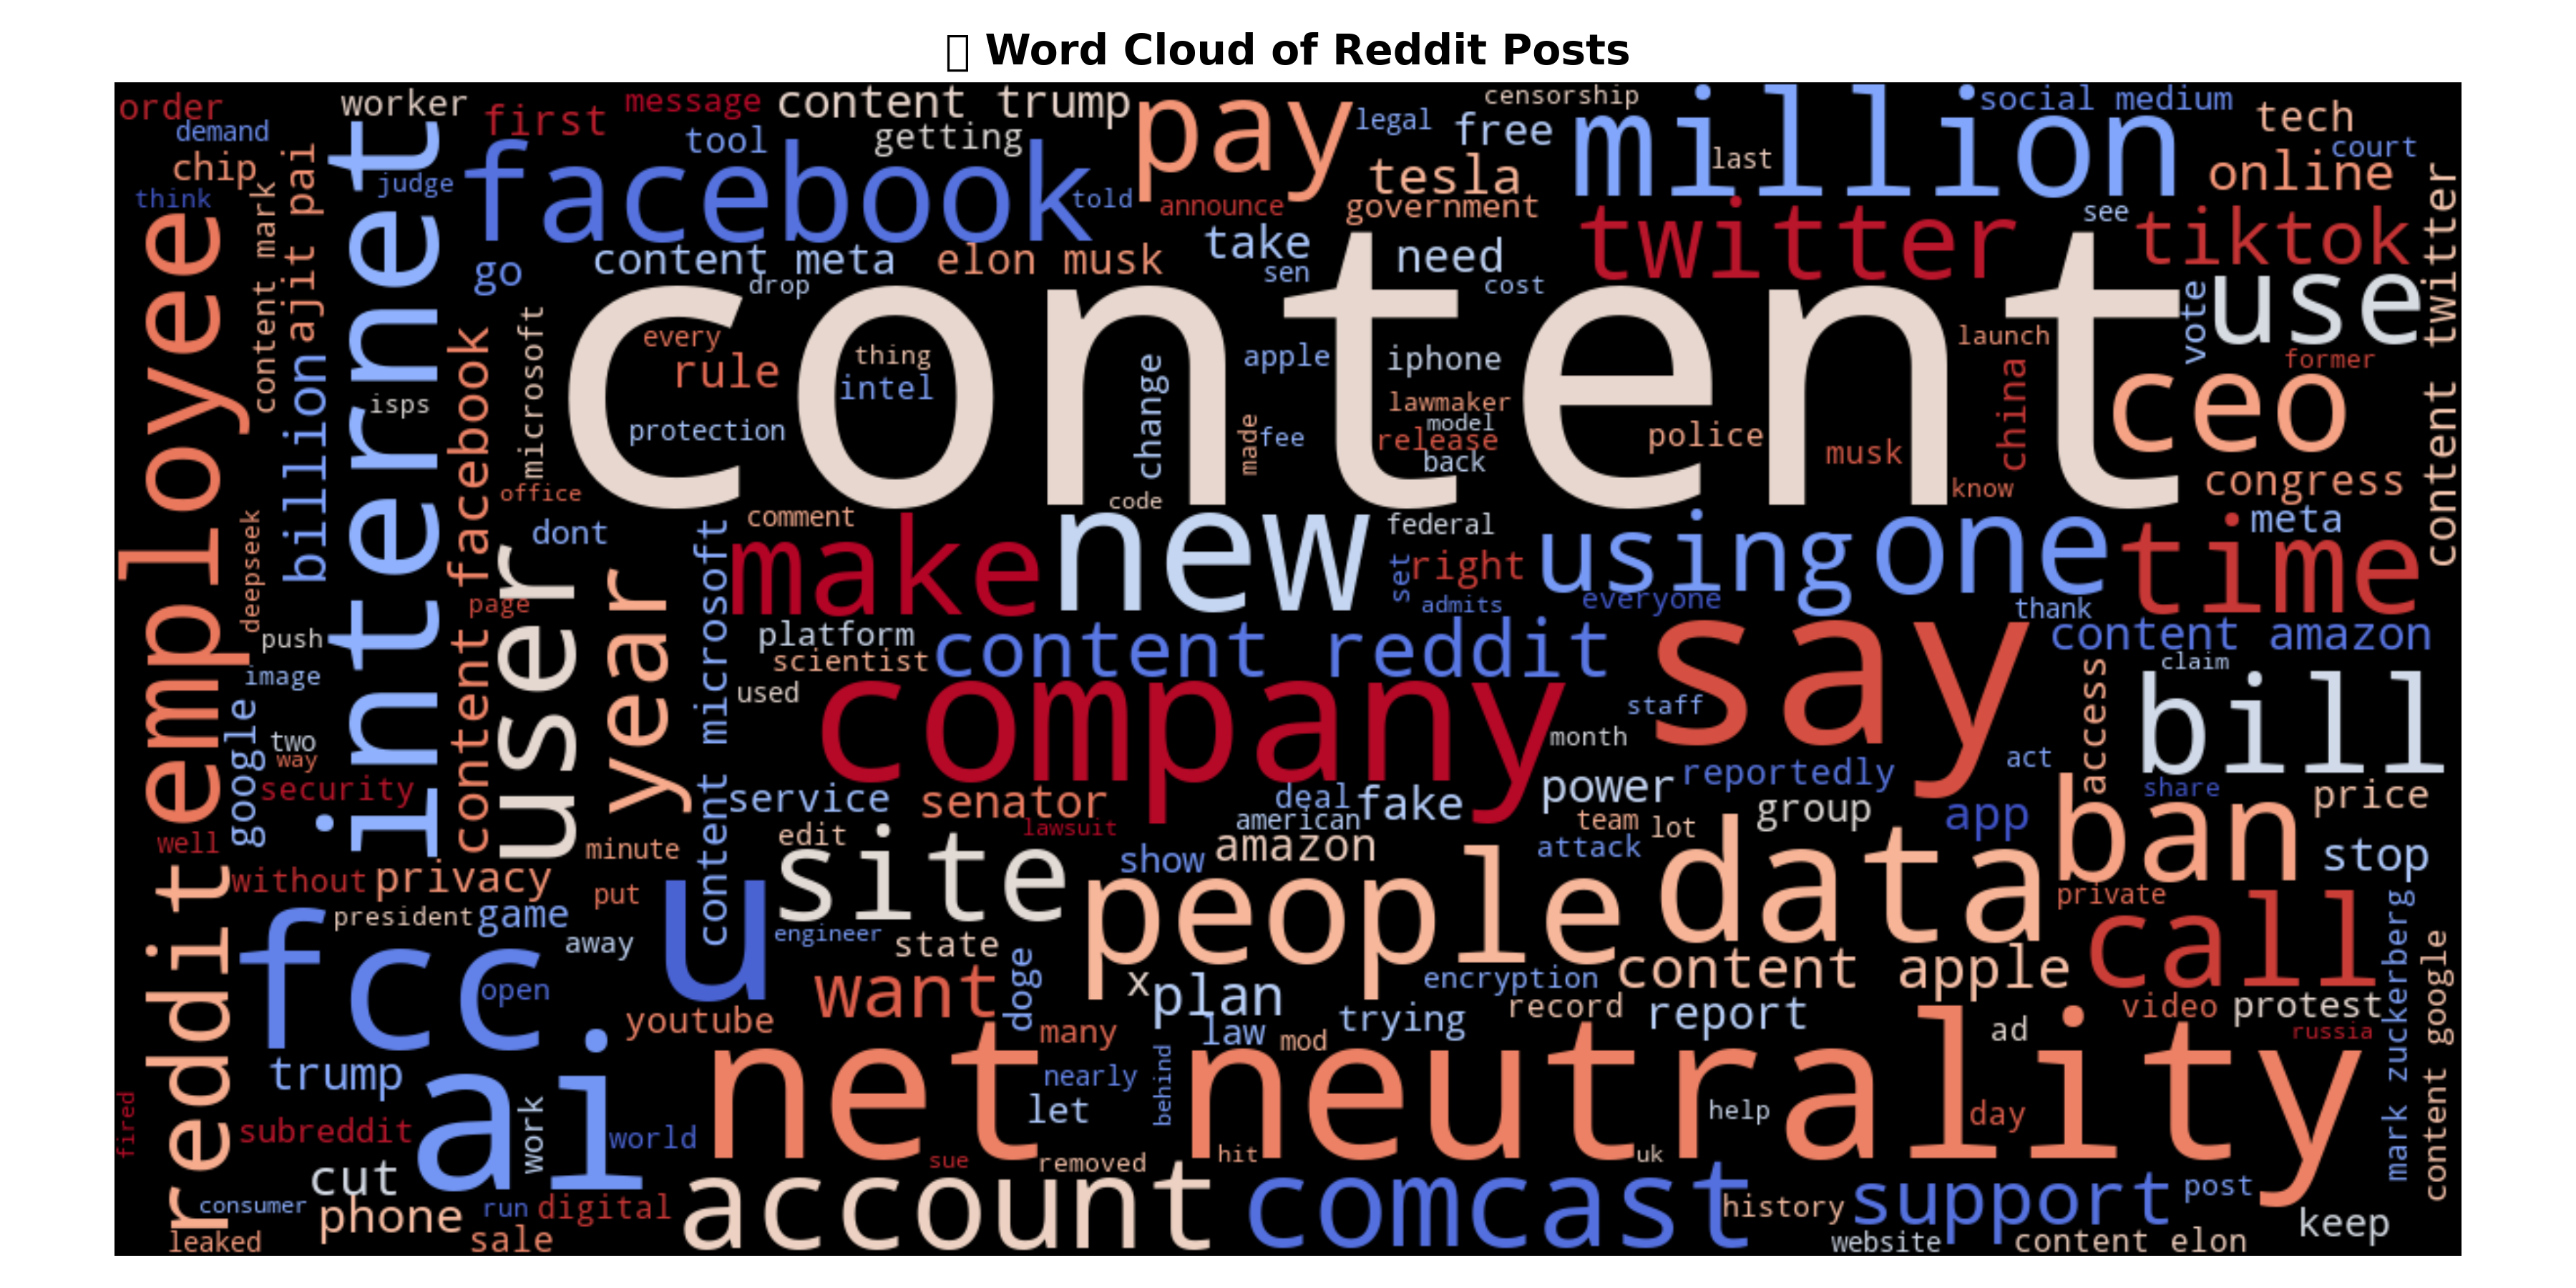 Word Cloud of Reddit Posts
order
worker
first
message
content trump
pay
legal
censorship
free
million
social medium
tech
demand
tool
getting
last
court
chip
think
judge
facebook
told
announce
tesla
government
online
see
tiktok
twitter
content mark
ajit pai
internet
employee
go
content meta
elon musk
take
sen
need
drop
cost
content
vote
use
content twitter
every
rule
thing
intel
protection
change
apple
iphone
made
fee
lawmaker
model
release
back
police
musk
launch
china
know
former
ceo
congress
billion
isps
content facebook
microsoft
office
dont
code
comment
federal
meta
deepseek
page
user
year
content microsoft
make
new
set
right
admits
using
everyone
one
thank
time
push
image
platform
scientist
content reddit
say
content amazon
claim
used
company
staff
month
access
bill
google
two
way
security
service
senator
deal
american
fake
power
reportedly
act
share
price
well
minute
edit
lawsuit
team
lot
group
app
ban
without
privacy
put
u
site
show
amazon
people
attack
data
stop
private
reddit
president
game
away
engineer
state
call
mark zuckerberg
content google
fcc
open
want
doge
x
plan
encryption
content apple
youtube
many
law
mod
trying
record
report
ad
video
protest
russia
trump
ai
work
world
net neutrality
nearly
let
behind
help
day
fired
subreddit
cut
sue
removed
hit
uk
consumer
phone
run
digital
account
comcast
history
support
post
leaked
sale
website
content elon
keep